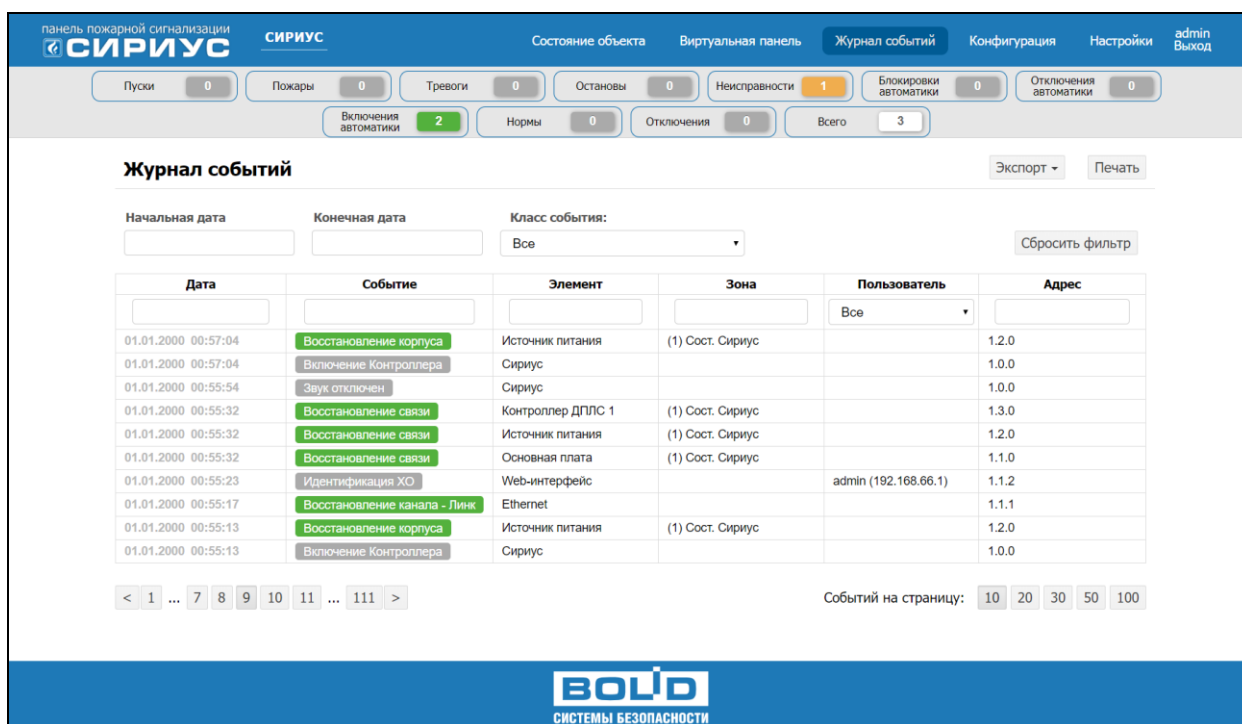 панель пожарной сигнализации
СИРИУС
СИРИУС Состояние объекта Виртуальная панель Журнал событий Конфигурация Настройки admin
Выход
Пуски 0 Пожары 0 Тревоги 0 Остановы 0 Неисправности 1 Блокировки автоматики 0 Отключения автоматики 0
Включения автоматики 2 Нормы 0 Отключения 0 Всего 3
Журнал событий Экспорт Печать
Начальная дата Конечная дата Класс события:
Все Сбросить фильтр
Дата Событие Элемент Зона Пользователь Адрес
Все
01.01.2000 00:57:04 Восстановление корпуса Источник питания (1) Сост. Сириус 1.2.0
01.01.2000 00:57:04 Включение Контроллера Сириус 1.0.0
01.01.2000 00:55:54 Звук отключен Сириус 1.0.0
01.01.2000 00:55:32 Восстановление связи Контроллер ДПЛС 1 (1) Сост. Сириус 1.3.0
01.01.2000 00:55:32 Восстановление связи Источник питания (1) Сост. Сириус 1.2.0
01.01.2000 00:55:32 Восстановление связи Основная плата (1) Сост. Сириус 1.1.0
01.01.2000 00:55:23 Идентификация ХО Web-интерфейс admin (192.168.66.1) 1.1.2
01.01.2000 00:55:17 Восстановление канала - Линк Ethernet 1.1.1
01.01.2000 00:55:13 Восстановление корпуса Источник питания (1) Сост. Сириус 1.2.0
01.01.2000 00:55:13 Включение Контроллера Сириус 1.0.0
< 1 ... 7 8 9 10 11 ... 111 > Событий на страницу: 10 20 30 50 100
BOLID
СИСТЕМЫ БЕЗОПАСНОСТИ